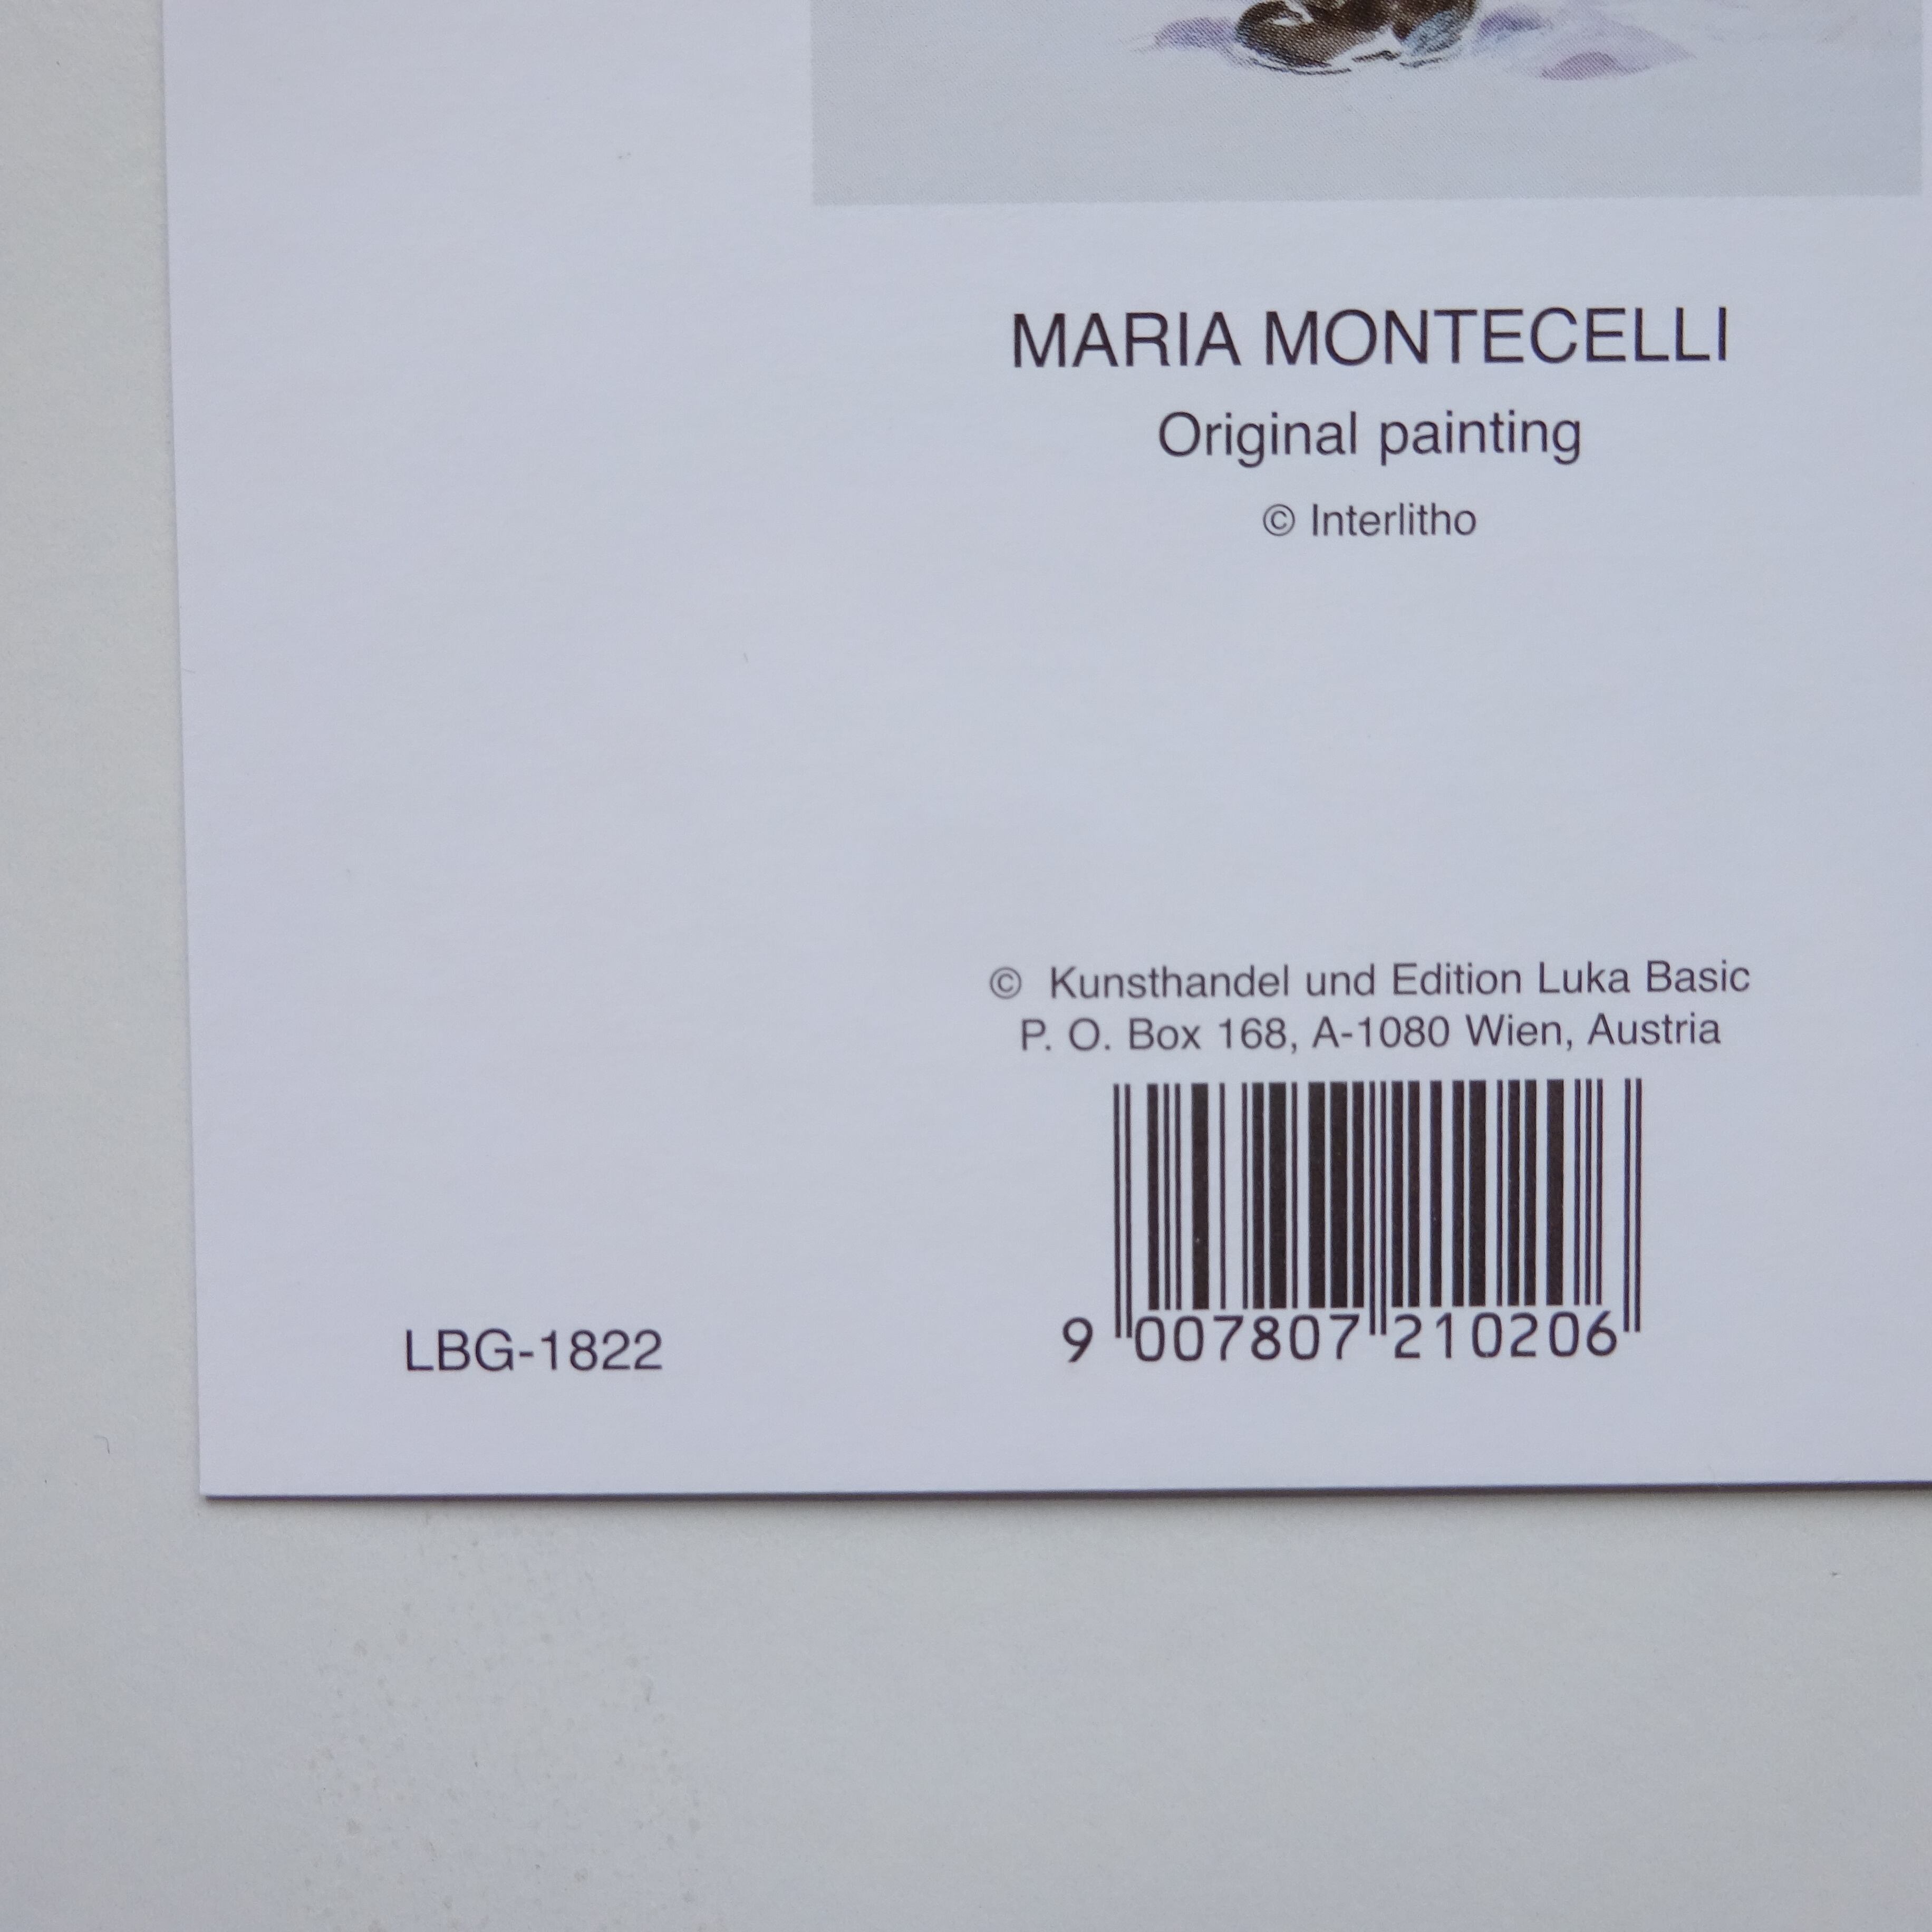 MARIA MONTECELLI
Original painting
© Interlitho
© Kunsthandel und Edition Luka Basic
P. O. Box 168, A-1080 Wien, Austria
9 007807 210206
LBG-1822